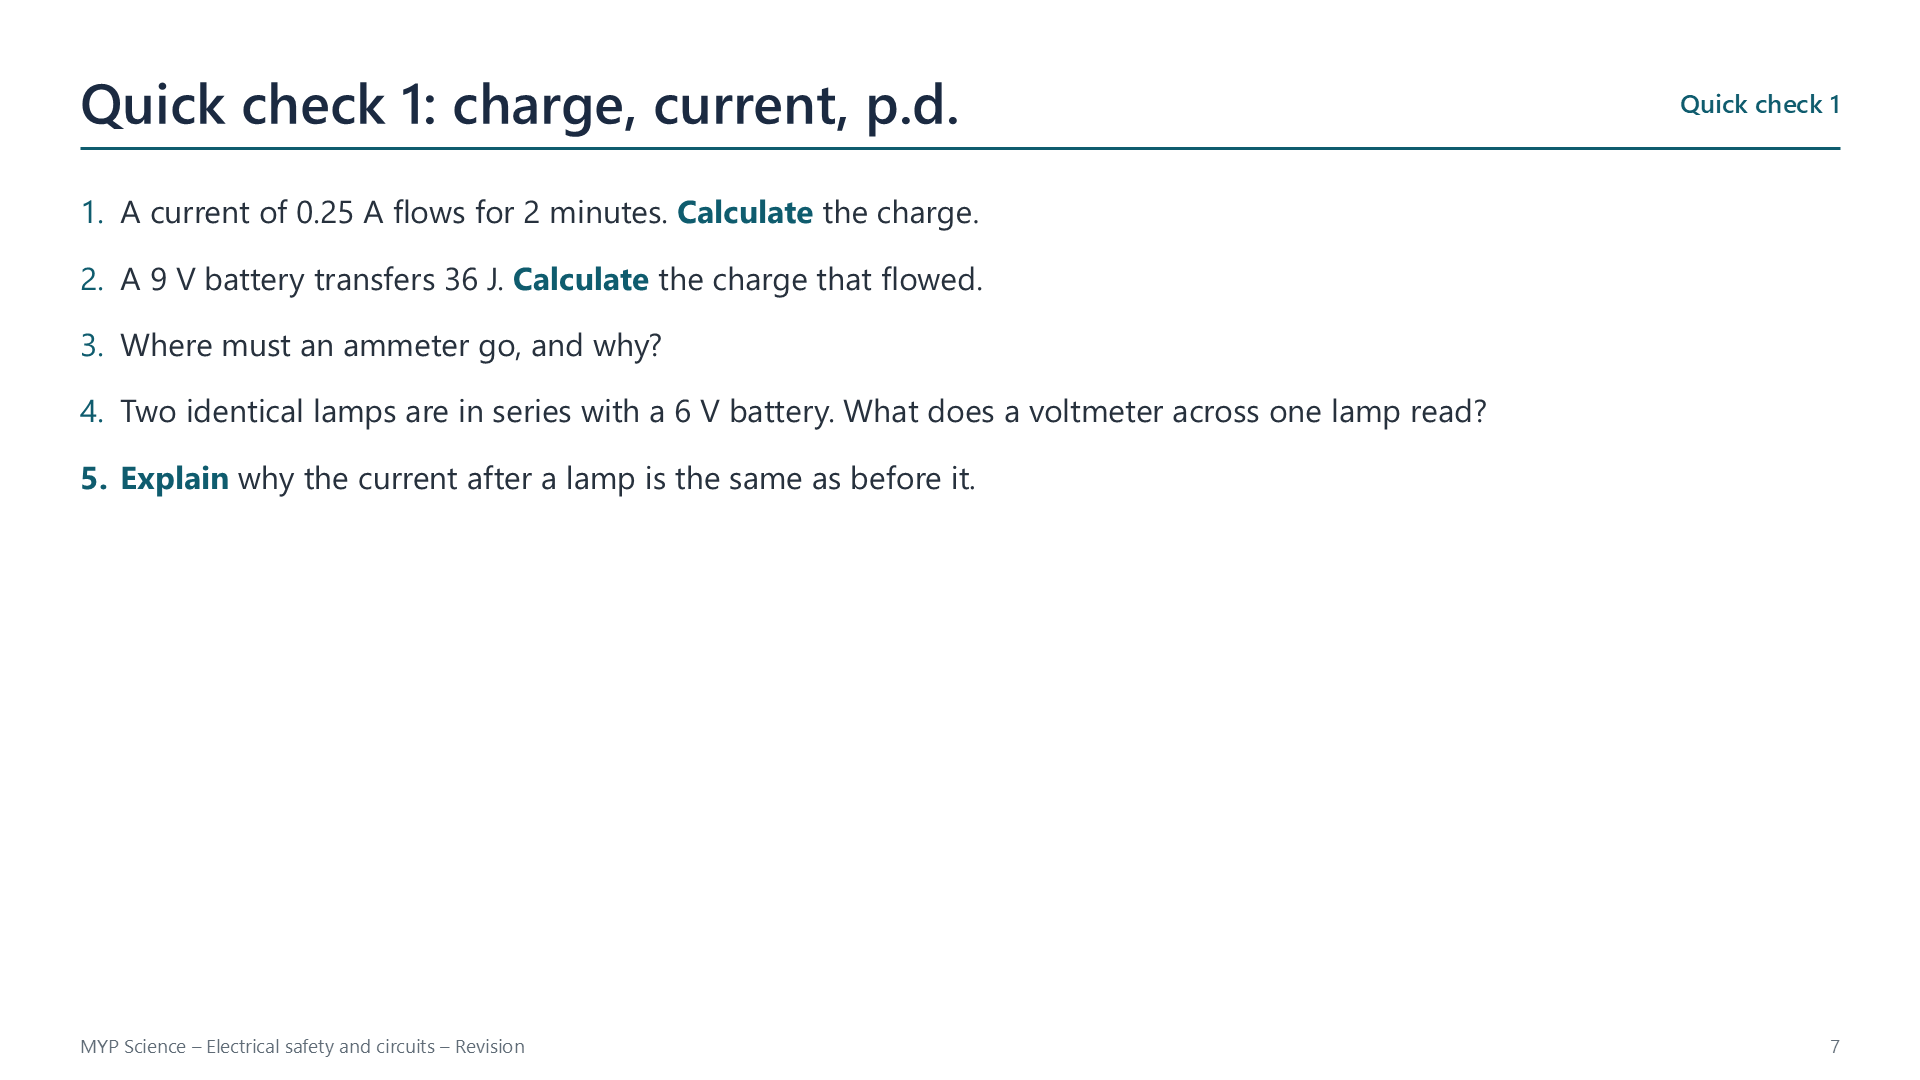 Quick check 1: charge, current, p.d.
Quick check 1
1. A current of 0.25 A flows for 2 minutes. Calculate the charge.
2. A 9 V battery transfers 36 J. Calculate the charge that flowed.
3. Where must an ammeter go, and why?
4. Two identical lamps are in series with a 6 V battery. What does a voltmeter across one lamp read?
5. Explain why the current after a lamp is the same as before it.
MYP Science – Electrical safety and circuits – Revision
7